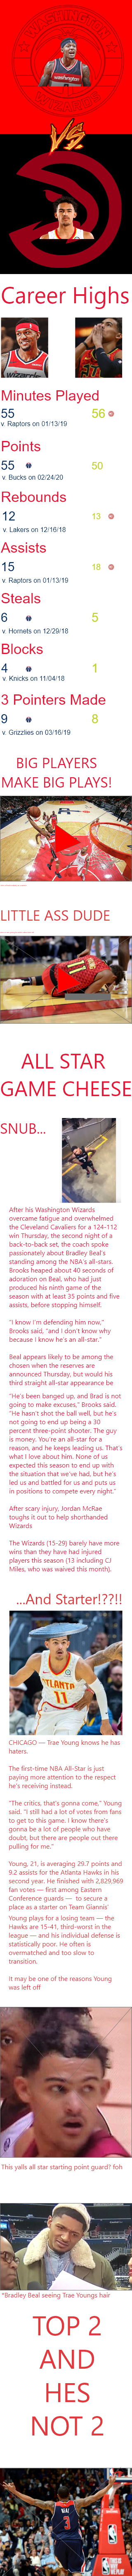 WASHINGTON
WIZARDS
VS
Career Highs
Minutes Played
55
56
v. Raptors on 01/13/19
Points
55
50
v. Bucks on 02/24/20
Rebounds
12
13
v. Lakers on 12/16/18
Assists
15
18
v. Raptors on 01/13/19
Steals
6
5
v. Hornets on 12/29/18
Blocks
4
1
v. Knicks on 11/04/18
3 Pointers Made
9
8
v. Grizzlies on 03/16/19
BIG PLAYERS
MAKE BIG PLAYS!
LITTLE ASS DUDE
ALL STAR
GAME CHEESE
SNUB...
After his Washington Wizards
overcame fatigue and overwhelmed
the Cleveland Cavaliers for a 124-112
win Thursday, the second night of a
back-to-back set, the coach spoke
passionately about Bradley Beal's
standing among the NBA's all-stars.
Brooks heaped about 40 seconds of
adoration on Beal, who had just
produced his ninth game of the
season with at least 35 points and five
assists, before stopping himself.
"I know I'm defending him now,"
Brooks said, "and I don't know why
because I know he's an all-star."
Beal appears likely to be among the
chosen when the reserves are
announced Thursday, but would his
third straight all-star appearance be
"He's been banged up, and Brad is not
going to make excuses," Brooks said.
"He hasn't shot the ball well, but he's
not going to end up being a 30
percent three-point shooter. The guy
is money. You're an all-star for a
reason, and he keeps leading us. That's
what I love about him. None of us
expected this season to end up with
the situation that we've had, but he's
led us and battled for us and puts us
in positions to compete every night."
After scary injury, Jordan McRae
toughs it out to help shorthanded
Wizards
The Wizards (15-29) barely have more
wins than they have had injured
players this season (13 including CJ
Miles, who was waived this month).
...And Starter!??!!
ATLANTA
11
CHICAGO — Trae Young knows he has
haters.
The first-time NBA All-Star is just
paying more attention to the respect
he's receiving instead.
"The critics, that's gonna come," Young
said. "I still had a lot of votes from fans
to get to this game. I know there's
gonna be a lot of people who have
doubt, but there are people out there
pulling for me."
Young, 21, is averaging 29.7 points and
9.2 assists for the Atlanta Hawks in his
second year. He finished with 2,829,969
fan votes — first among Eastern
Conference guards — to secure a
place as a starter on Team Giannis'
Young plays for a losing team — the
Hawks are 15-41, third-worst in the
league — and his individual defense is
statistically poor. He often is
overmatched and too slow to
transition.
It may be one of the reasons Young
was left off
This yalls all star starting point guard? foh
*Bradley Beal seeing Trae Youngs hair
TOP 2
AND
HES
NOT 2
BEAL
3